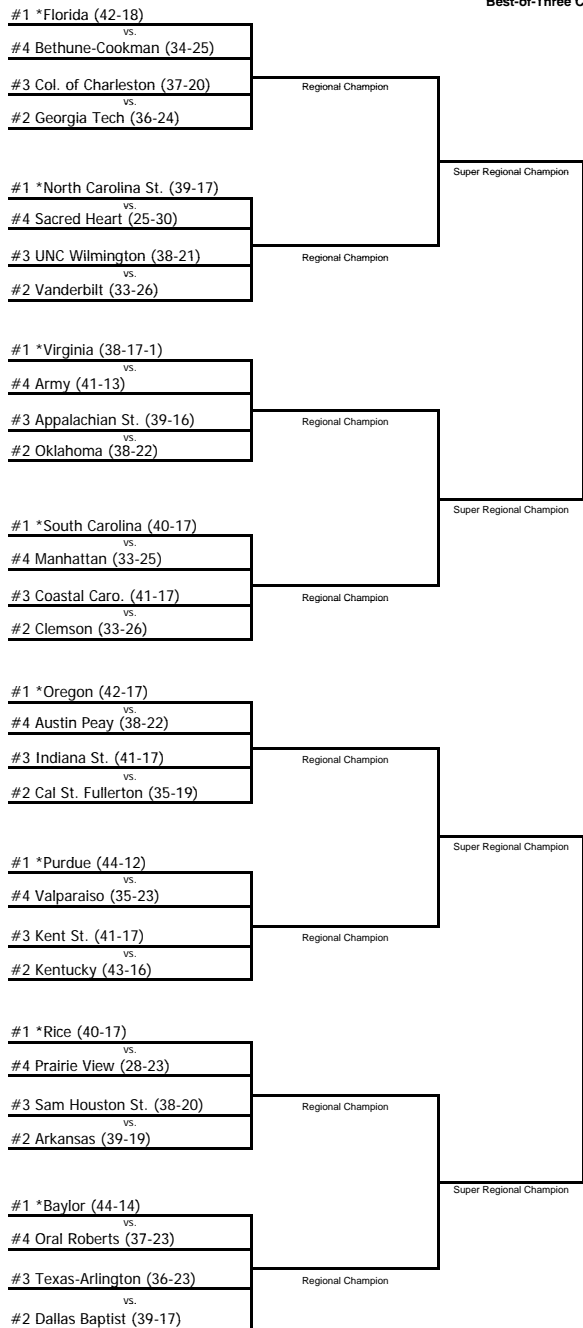 Best-of-Three C
#1 *Florida (42-18)
vs.
#4 Bethune-Cookman (34-25)
#3 Col. of Charleston (37-20)
vs.
#2 Georgia Tech (36-24)
Regional Champion
Super Regional Champion
#1 *North Carolina St. (39-17)
vs.
#4 Sacred Heart (25-30)
#3 UNC Wilmington (38-21)
vs.
#2 Vanderbilt (33-26)
Regional Champion
#1 *Virginia (38-17-1)
vs.
#4 Army (41-13)
#3 Appalachian St. (39-16)
vs.
#2 Oklahoma (38-22)
Regional Champion
Super Regional Champion
#1 *South Carolina (40-17)
vs.
#4 Manhattan (33-25)
#3 Coastal Caro. (41-17)
vs.
#2 Clemson (33-26)
Regional Champion
#1 *Oregon (42-17)
vs.
#4 Austin Peay (38-22)
#3 Indiana St. (41-17)
vs.
#2 Cal St. Fullerton (35-19)
Regional Champion
Super Regional Champion
#1 *Purdue (44-12)
vs.
#4 Valparaiso (35-23)
#3 Kent St. (41-17)
vs.
#2 Kentucky (43-16)
Regional Champion
#1 *Rice (40-17)
vs.
#4 Prairie View (28-23)
#3 Sam Houston St. (38-20)
vs.
#2 Arkansas (39-19)
Regional Champion
Super Regional Champion
#1 *Baylor (44-14)
vs.
#4 Oral Roberts (37-23)
#3 Texas-Arlington (36-23)
vs.
#2 Dallas Baptist (39-17)
Regional Champion